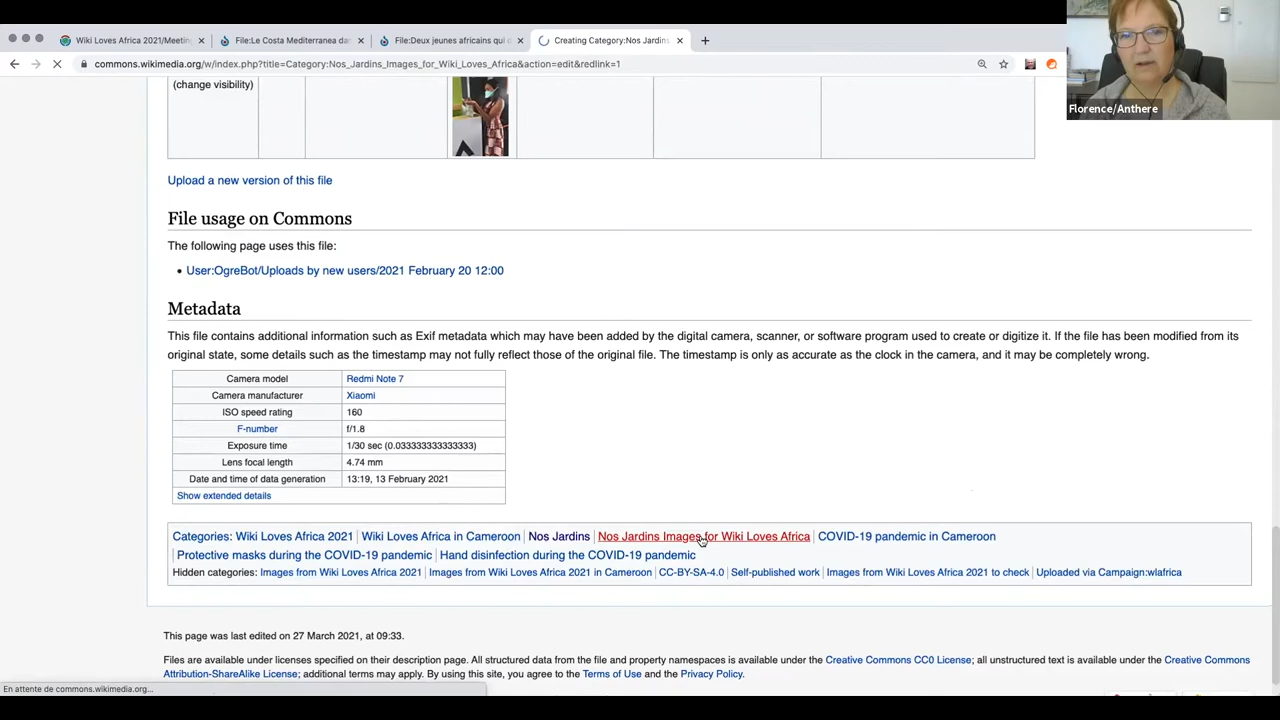 Wiki Loves Africa 2021/Meetin
File:Le Costa Mediterranea dan
File:Deux jeunes africains qui d
Creating Category:Nos Jardins
commons.wikimedia.org/w/index.php?title=Category:Nos_Jardins_Images_for_Wiki_Loves_Africa&action=edit&redlink=1
Florence/Anthere
(change visibility)
Upload a new version of this file
File usage on Commons
The following page uses this file:
• User:OgreBot/Uploads by new users/2021 February 20 12:00
Metadata
This file contains additional information such as Exif metadata which may have been added by the digital camera, scanner, or software program used to create or digitize it. If the file has been modified from its
original state, some details such as the timestamp may not fully reflect those of the original file. The timestamp is only as accurate as the clock in the camera, and it may be completely wrong.
Camera model Redmi Note 7
Camera manufacturer Xiaomi
ISO speed rating 160
F-number f/1.8
Exposure time 1/30 sec (0.033333333333333)
Lens focal length 4.74 mm
Date and time of data generation 13:19, 13 February 2021
Show extended details
Categories: Wiki Loves Africa 2021 | Wiki Loves Africa in Cameroon | Nos Jardins | Nos Jardins Images for Wiki Loves Africa | COVID-19 pandemic in Cameroon
| Protective masks during the COVID-19 pandemic | Hand disinfection during the COVID-19 pandemic
Hidden categories: Images from Wiki Loves Africa 2021 | Images from Wiki Loves Africa 2021 in Cameroon | CC-BY-SA-4.0 | Self-published work | Images from Wiki Loves Africa 2021 to check | Uploaded via Campaign:wlafrica
This page was last edited on 27 March 2021, at 09:33.
Files are available under licenses specified on their description page. All structured data from the file and property namespaces is available under the Creative Commons CC0 License; all unstructured text is available under the Creative Commons
Attribution-ShareAlike License; additional terms may apply. By using this site, you agree to the Terms of Use and the Privacy Policy.
En attente de commons.wikimedia.org...